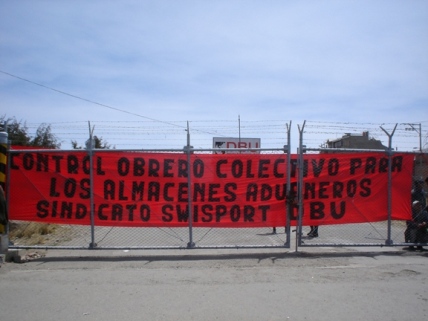 DBU
CONTROL OBRERO COLECTIVO PARA
LOS ALMACENES ADUANEROS
SINDICATO SWISPORT DBU